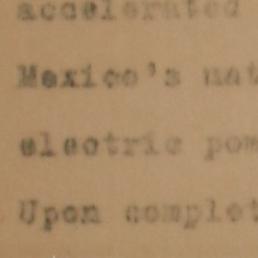 accelerated
Mexico's nat
electric pow
Upon complet